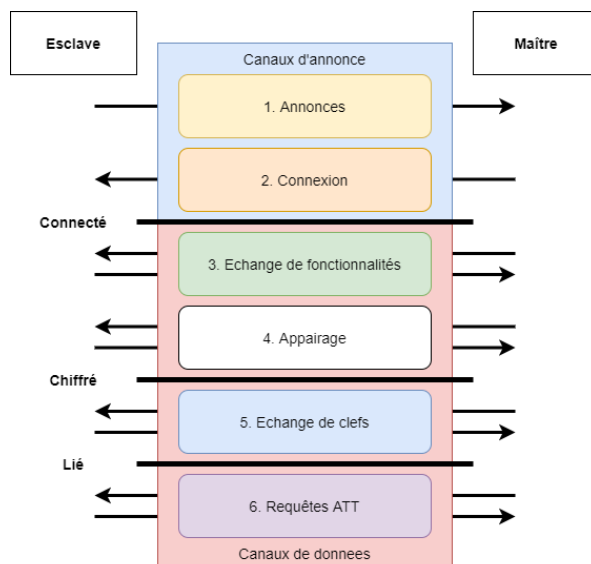 Esclave
Maître
Canaux d'annonce
1. Annonces
2. Connexion
Connecté
3. Echange de fonctionnalités
4. Appairage
Chiffré
5. Echange de clefs
Lié
6. Requêtes ATT
Canaux de donnees